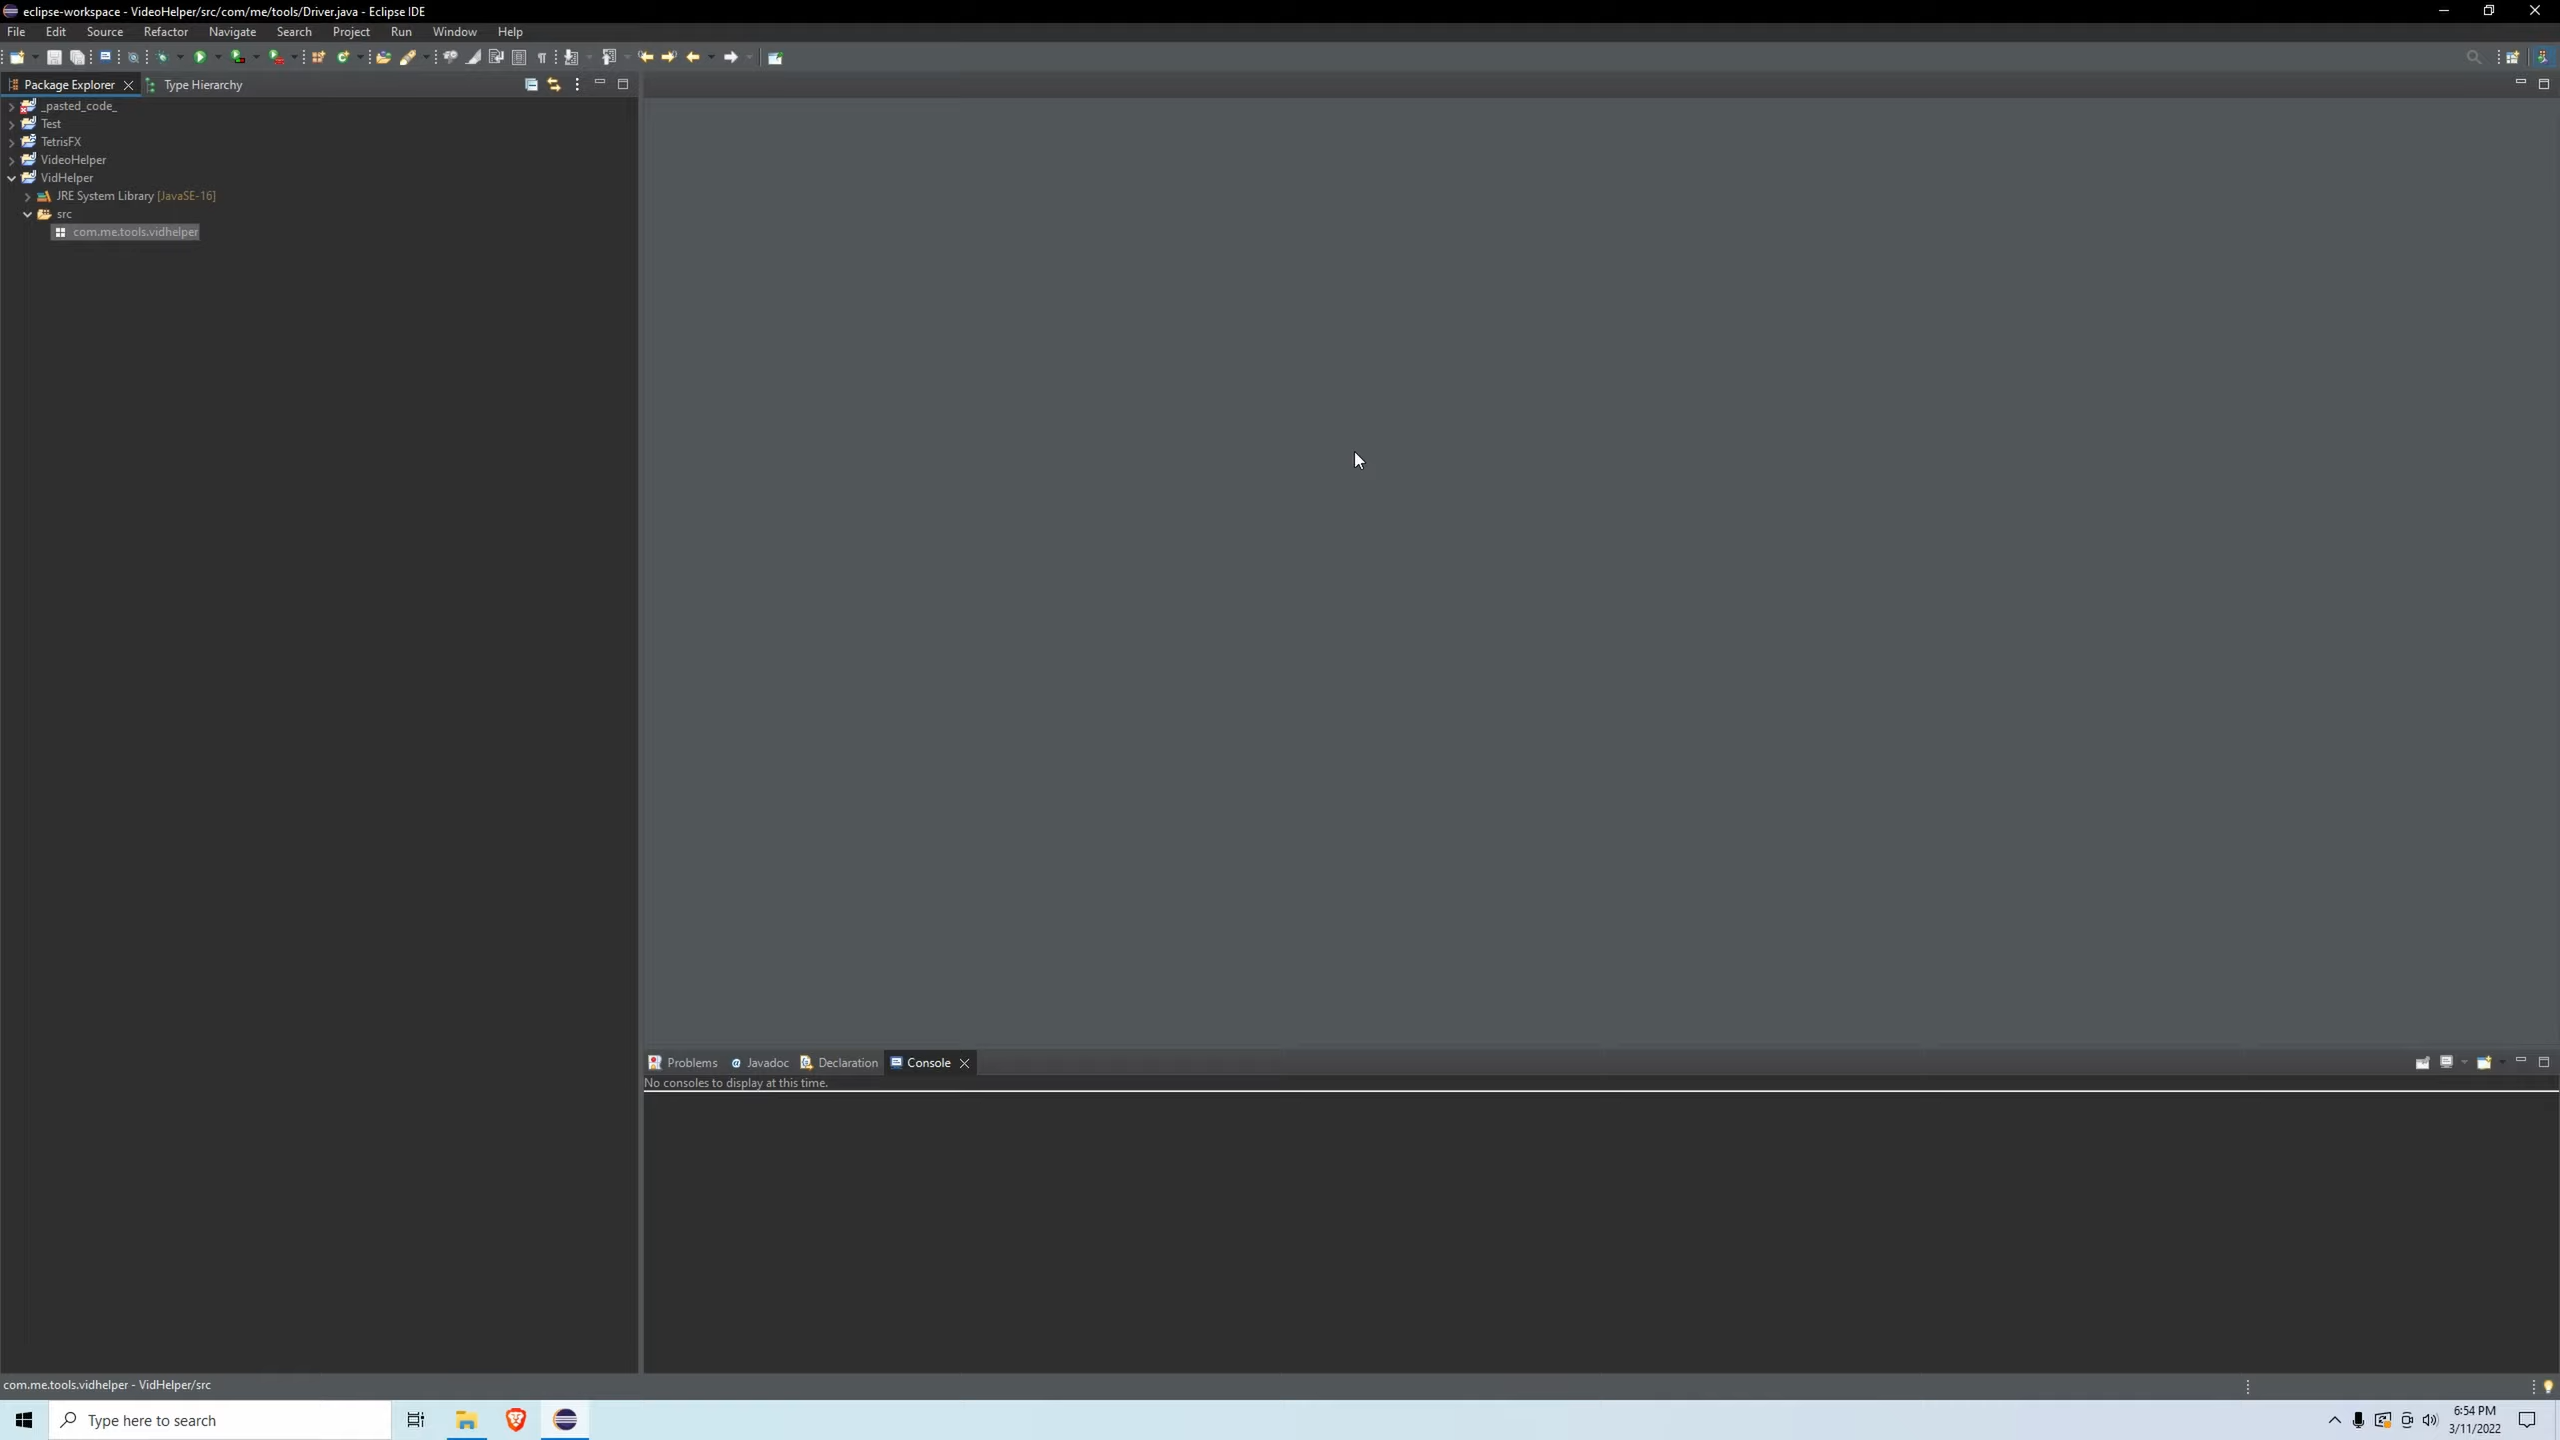 eclipse-workspace - VideoHelper/src/com/me/tools/Driver.java - Eclipse IDE
File Edit Source Refactor Navigate Search Project Run Window Help
Package Explorer Type Hierarchy
_pasted_code_
Test
TetrisFX
VideoHelper
VidHelper
JRE System Library [JavaSE-16]
src
com.me.tools.vidhelper
Problems Javadoc Declaration Console
No consoles to display at this time.
com.me.tools.vidhelper - VidHelper/src
Type here to search
6:54 PM
3/11/2022